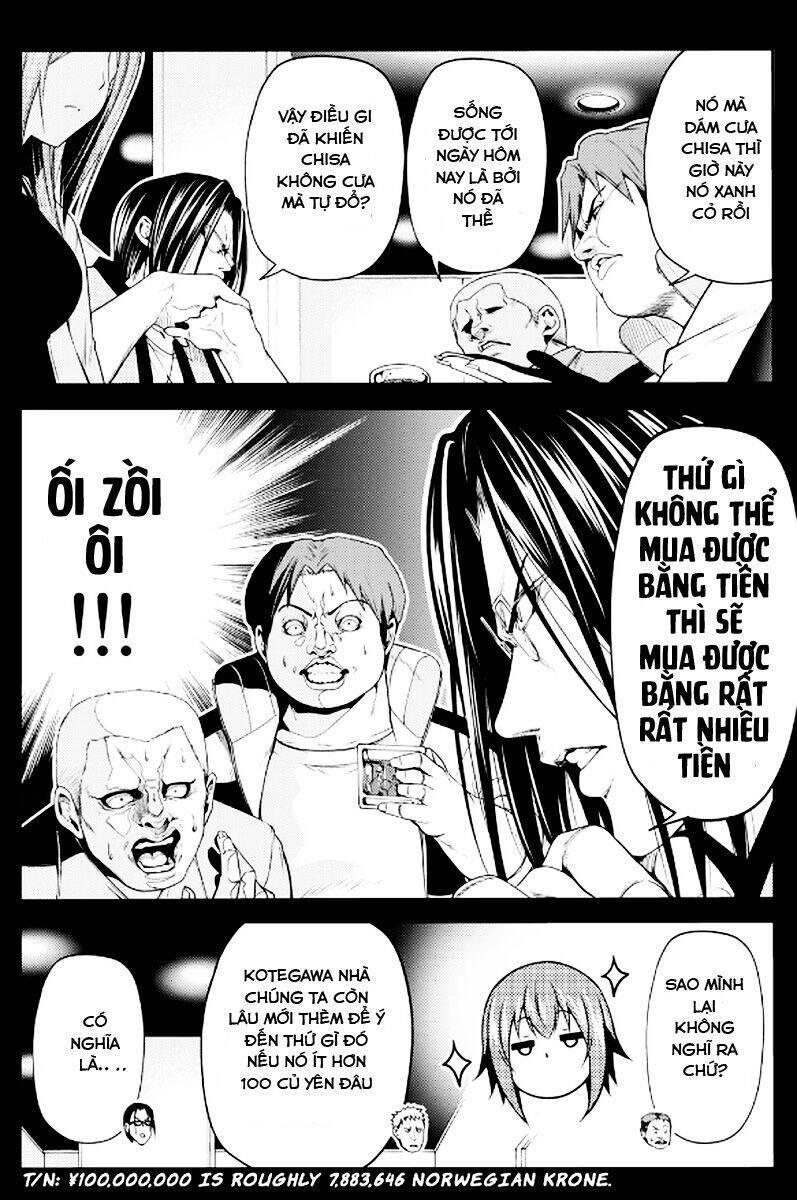 NÓ MÀ
DÁM CƯA
CHISA THÌ
GIỜ NÀY
NÓ XANH
CỎ RỒI
SỐNG
ĐƯỢC TỚI
NGÀY HÔM
NAY LÀ BỞI
NÓ ĐÃ
THỀ
VẬY ĐIỀU GI
ĐÃ KHIẾN
CHISA
KHÔNG CƯA
MÀ TỰ ĐỔ?
THỨ GÌ
KHÔNG THỂ
MUA ĐƯỢC
BẰNG TIỀN
THÌ SẼ
MUA ĐƯỢC
BẰNG RẤT
RẤT NHIỀU
TIỀN
ỐI ZỒI
ÔI
!!!
SAO MÌNH
LẠI
KHÔNG
NGHĨ RA
CHỨ?
KOTEGAWA NHÀ
CHÚNG TA CÒN
LÂU MỚI THÈM ĐỂ Ý
ĐẾN THỨ GÌ ĐÓ
NẾU NÓ ÍT HƠN
100 CỦ YÊN ĐÂU
CÓ
NGHĨA
LÀ.. ..
T/N: ¥100,000,000 IS ROUGHLY 7,883,646 NORWEGIAN KRONE.